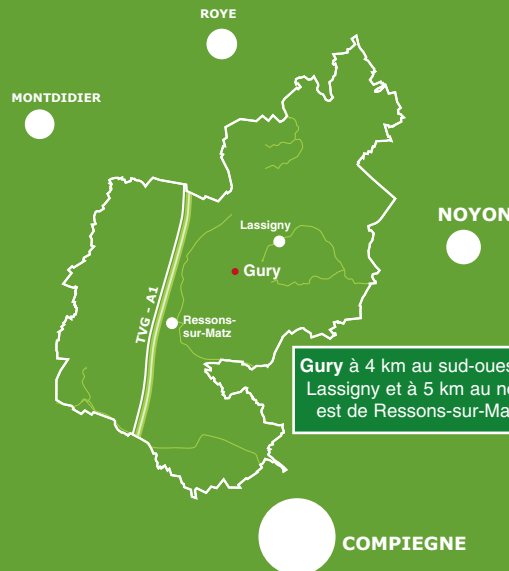 ROYE
MONTDIDIER
NOYON
Lassigny
Gury
TVG - A1
Ressons-
sur-Matz
Gury à 4 km au sud-oues
Lassigny et à 5 km au n
est de Ressons-sur-Ma
COMPIEGNE